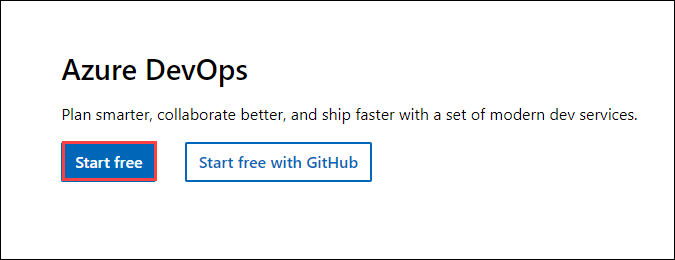 Azure DevOps
Plan smarter, collaborate better, and ship faster with a set of modern dev services.
Start free
Start free with GitHub